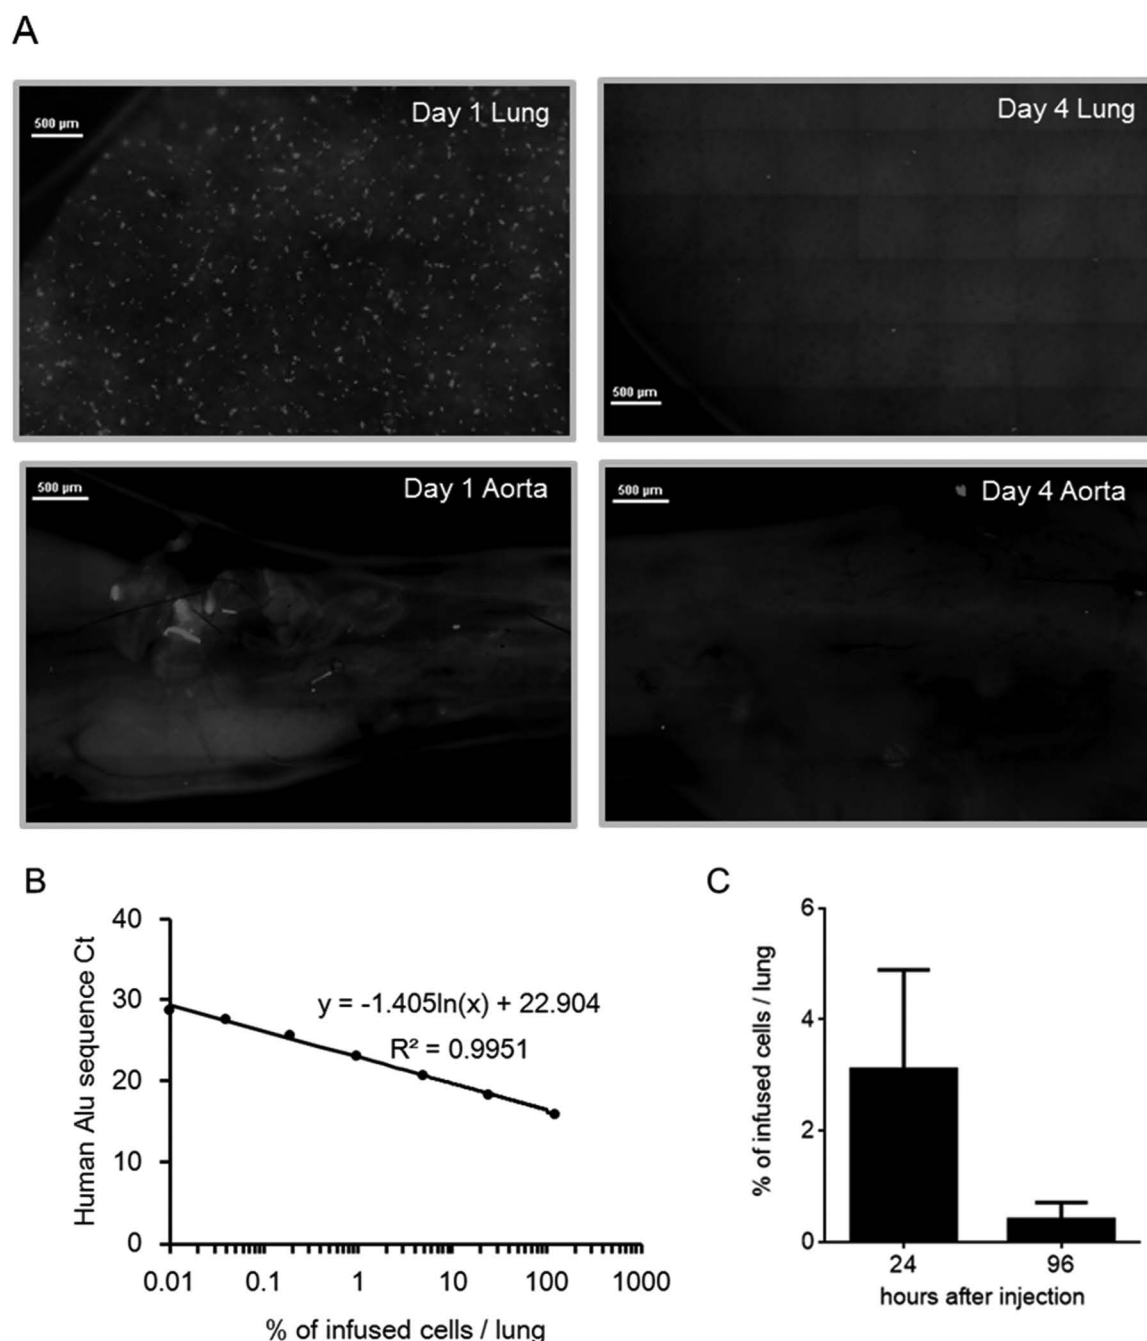 A
500 µm
Day 1 Lung
500 µm
Day 4 Lung
500 µm
Day 1 Aorta
500 µm
Day 4 Aorta
B
Human Alu sequence Ct
40
30
20
10
0
y = -1.405ln(x) + 22.904
R² = 0.9951
0.01 0.1 1 10 100 1000
% of infused cells / lung
C
% of infused cells / lung
6
4
2
0
24 96
hours after injection